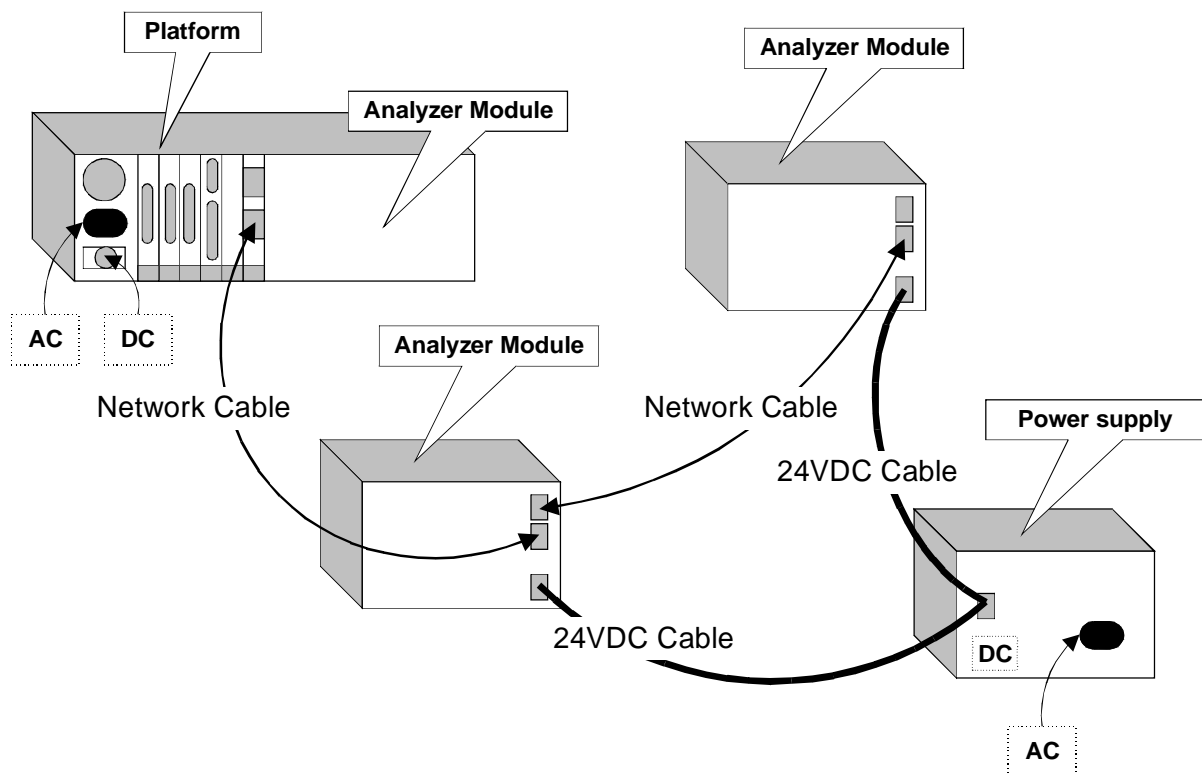 Platform
Analyzer Module
Analyzer Module
AC
DC
Analyzer Module
Network Cable
Network Cable
Power supply
24VDC Cable
24VDC Cable
DC
AC